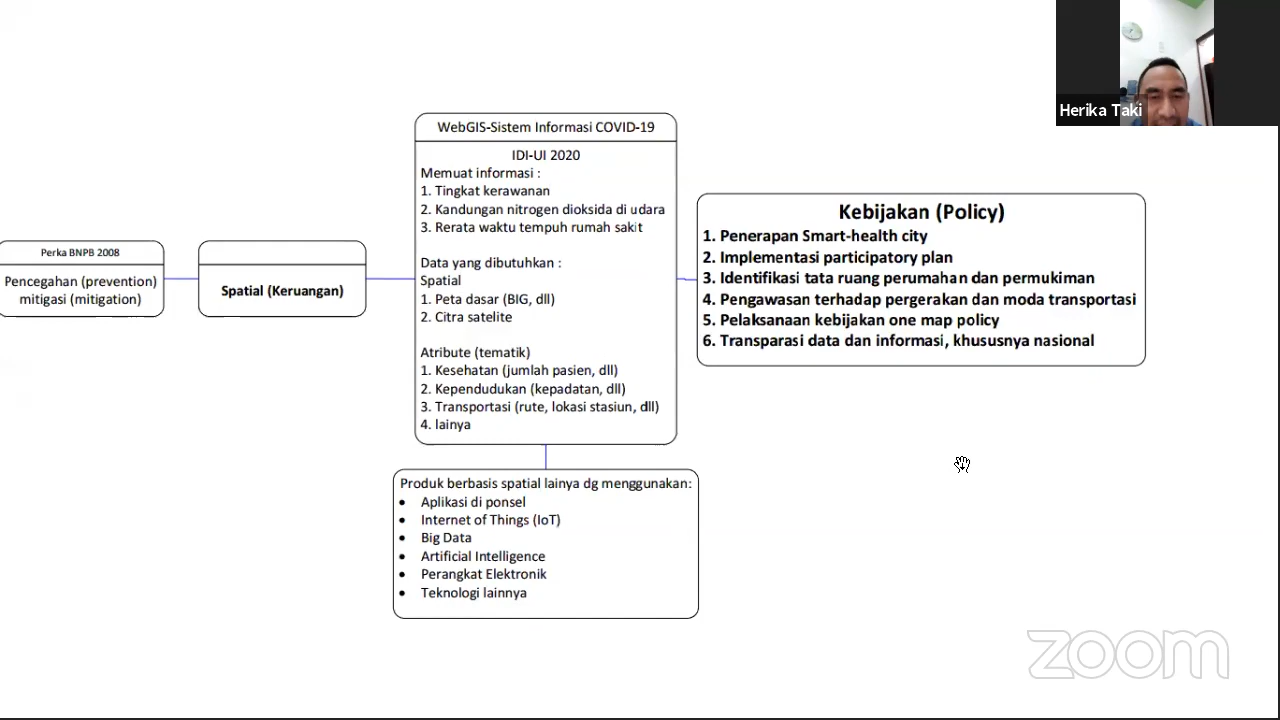 Herika Taki
Perka BNPB 2008
Pencegahan (prevention)
mitigasi (mitigation)
Spatial (Keruangan)
WebGIS-Sistem Informasi COVID-19
IDI-UI 2020
Memuat informasi :
1. Tingkat kerawanan
2. Kandungan nitrogen dioksida di udara
3. Rerata waktu tempuh rumah sakit
Data yang dibutuhkan :
Spatial
1. Peta dasar (BIG, dll)
2. Citra satelite
Atribute (tematik)
1. Kesehatan (jumlah pasien, dll)
2. Kependudukan (kepadatan, dll)
3. Transportasi (rute, lokasi stasiun, dll)
4. lainya
Produk berbasis spatial lainya dg menggunakan:
• Aplikasi di ponsel
• Internet of Things (IoT)
• Big Data
• Artificial Intelligence
• Perangkat Elektronik
• Teknologi lainnya
Kebijakan (Policy)
1. Penerapan Smart-health city
2. Implementasi participatory plan
3. Identifikasi tata ruang perumahan dan permukiman
4. Pengawasan terhadap pergerakan dan moda transportasi
5. Pelaksanaan kebijakan one map policy
6. Transparasi data dan informasi, khususnya nasional
zoom